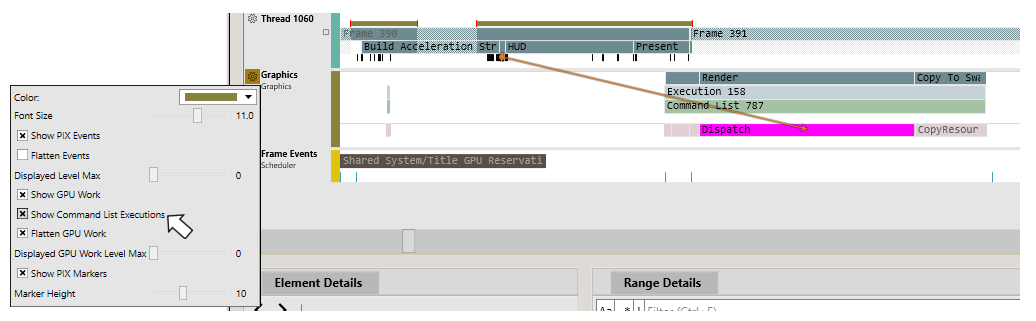 Thread 1060
Frame 390
Frame 391
Build Acceleration Str
HUD
Present
Graphics
Graphics
Render
Copy To Swa
Execution 158
Command List 787
Dispatch
CopyResour
Frame Events
Scheduler
Shared System/Title GPU Reservati
Color:
Font Size
11.0
Show PIX Events
Flatten Events
Displayed Level Max
0
Show GPU Work
Show Command List Executions
Flatten GPU Work
Displayed GPU Work Level Max
0
Show PIX Markers
Marker Height
10
Element Details
Range Details
Aa
.*
!
Filter (Ctrl+F)